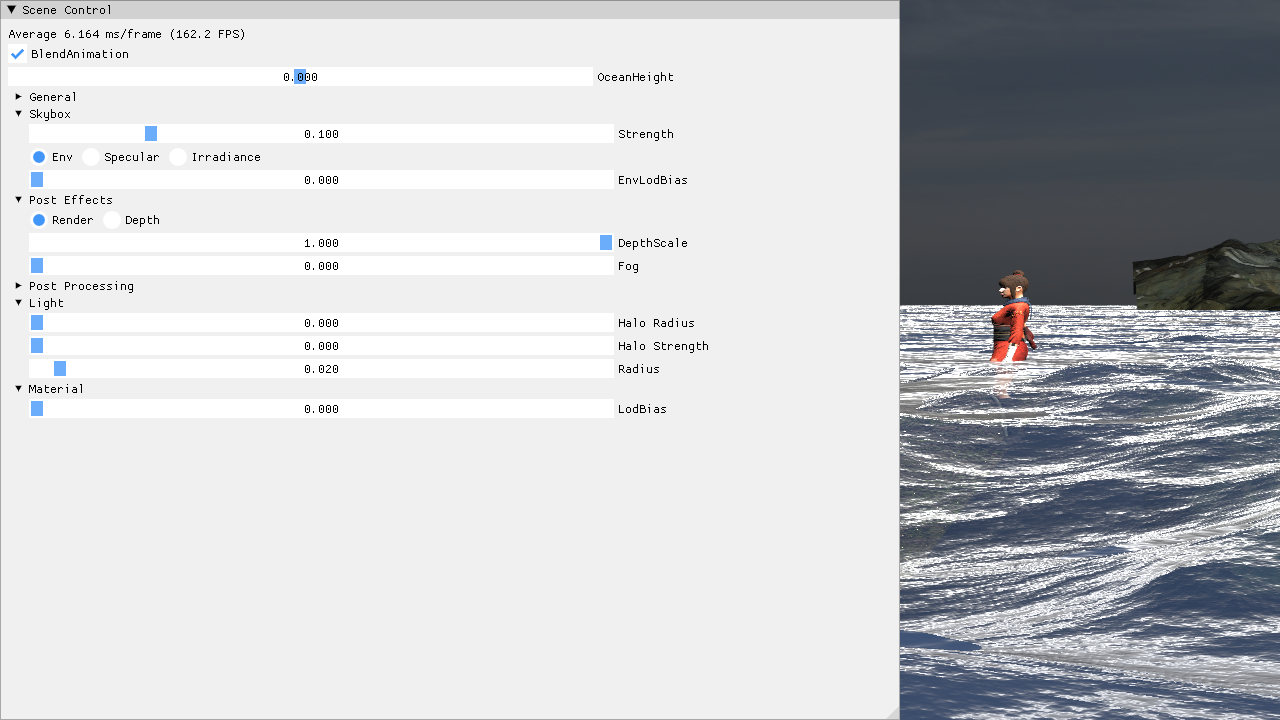 Scene Control
Average 6.164 ms/frame (162.2 FPS)
BlendAnimation
0.000 OceanHeight
General
Skybox
0.100 Strength
Env Specular Irradiance
0.000 EnvLodBias
Post Effects
Render Depth
1.000 DepthScale
0.000 Fog
Post Processing
Light
0.000 Halo Radius
0.000 Halo Strength
0.020 Radius
Material
0.000 LodBias